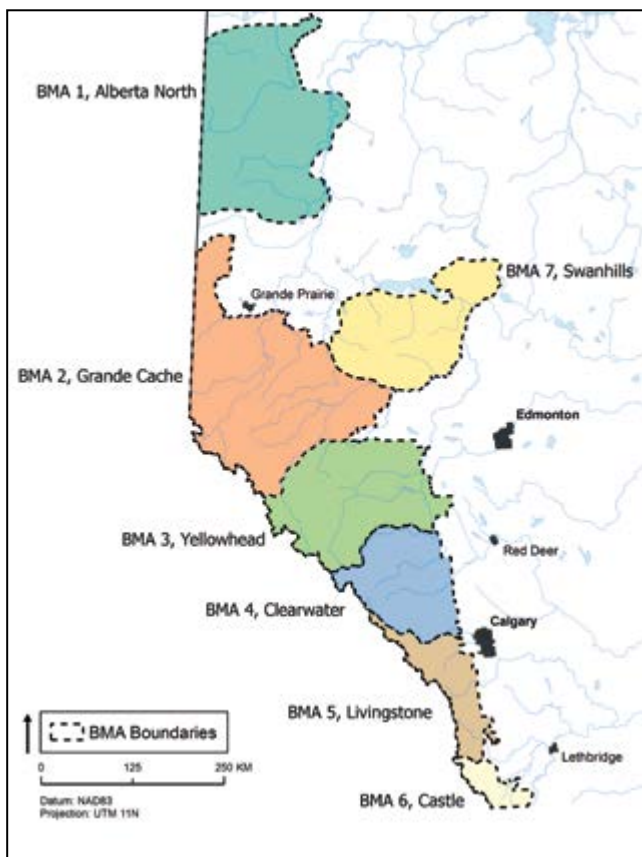 BMA 1, Alberta North
BMA 7, Swanhills
Grande Prairie
BMA 2, Grande Cache
Edmonton
BMA 3, Yellowhead
Red Deer
BMA 4, Clearwater
Calgary
BMA 5, Livingstone
BMA Boundaries
Lethbridge
0 125 250 KM
BMA 6, Castle
Datum: NAD83
Projection: UTM 11N